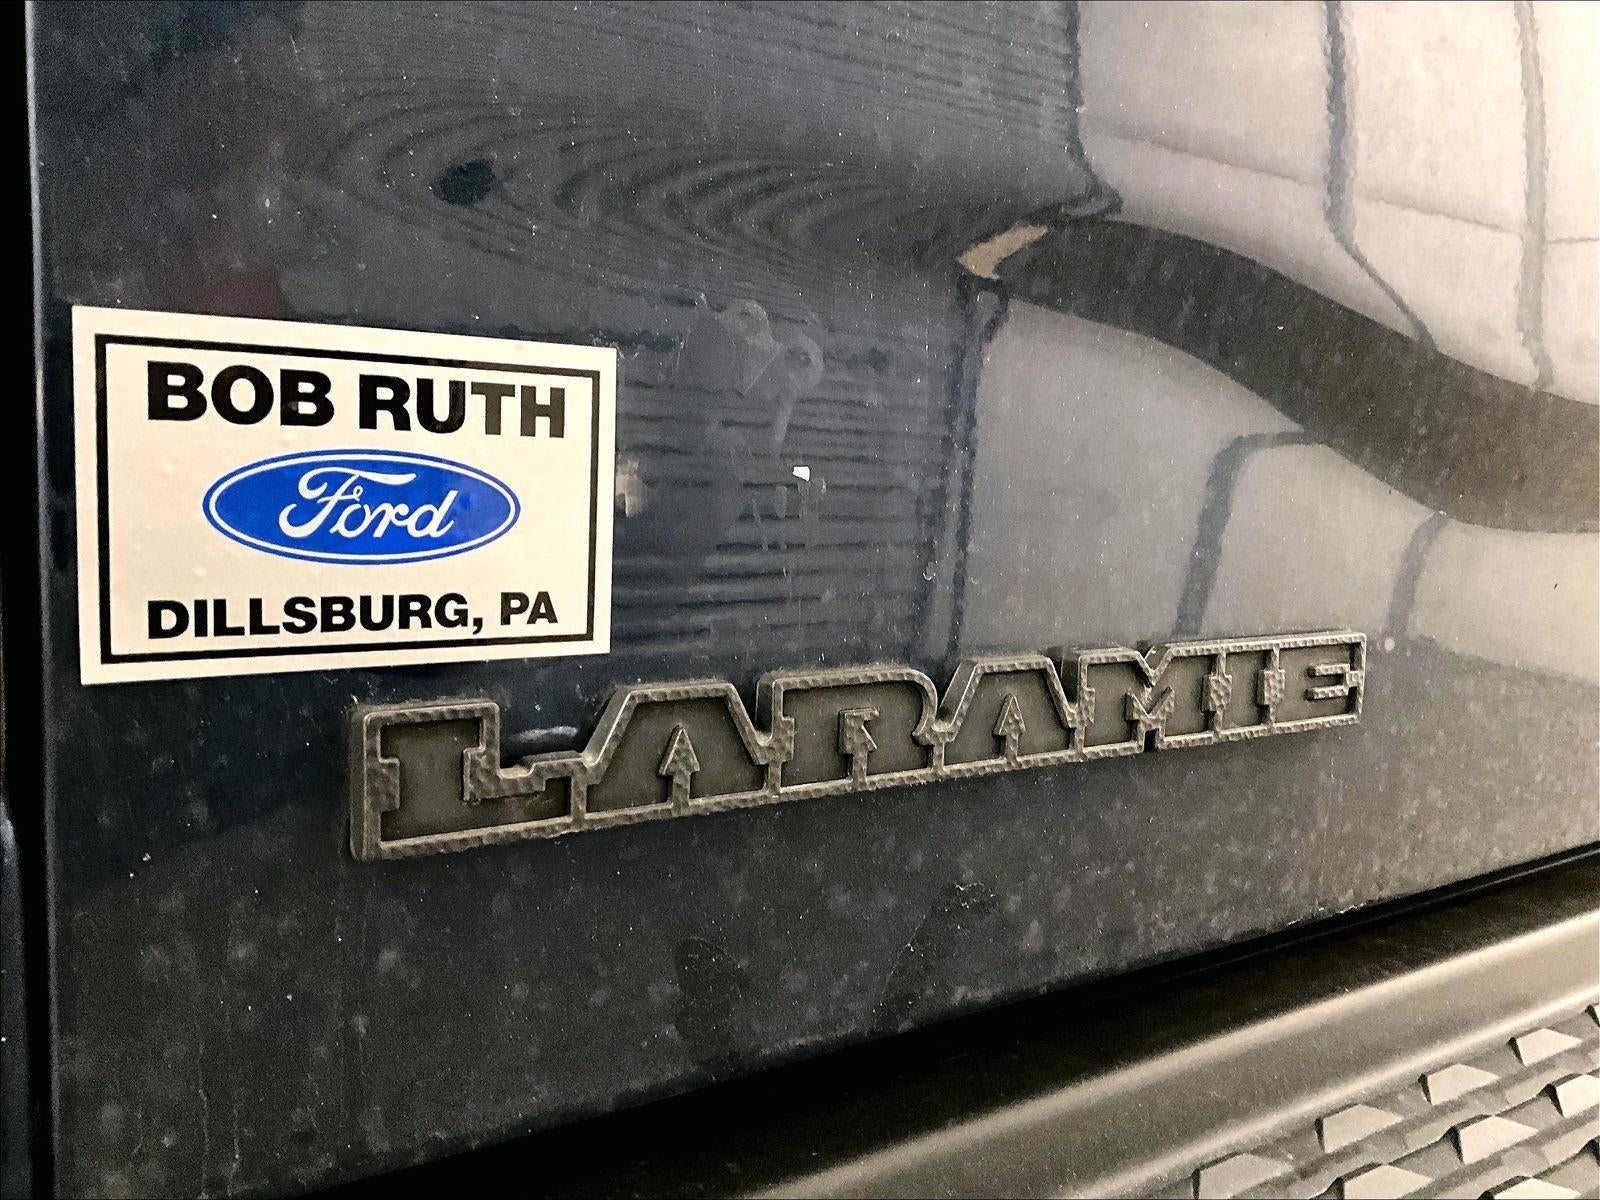 BOB RUTH
Ford
DILLSBURG, PA
LARAMIE